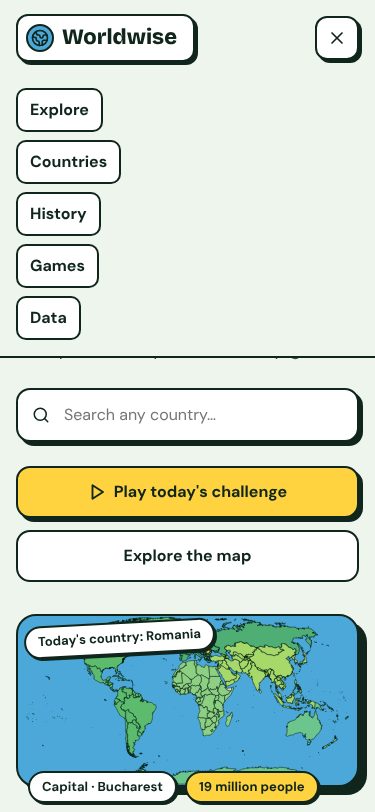 Worldwise
Explore
Countries
History
Games
Data
Search any country...
Play today's challenge
Explore the map
Today's country: Romania
Capital · Bucharest
19 million people